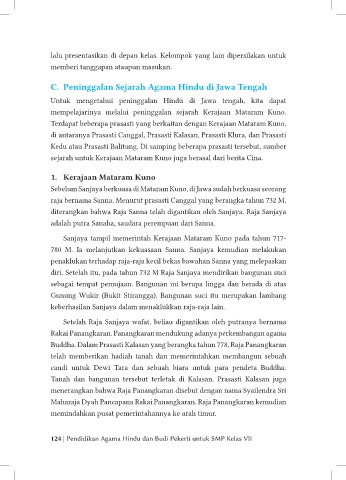 lalu presentasikan di depan kelas. Kelompok yang lain dipersilakan untuk
memberi tanggapan ataupan masukan.
C. Peninggalan Sejarah Agama Hindu di Jawa Tengah
Untuk mengetahui peninggalan Hindu di Jawa tengah, kita dapat
mempelajarinya melalui peninggalan sejarah Kerajaan Mataram Kuno.
Terdapat beberapa prasasti yang berkaitan dengan Kerajaan Mataram Kuno,
di antaranya Prasasti Canggal, Prasasti Kalasan, Prasasti Klura, dan Prasasti
Kedu atau Prasasti Balitung. Di samping beberapa prasasti tersebut, sumber
sejarah untuk Kerajaan Mataram Kuno juga berasal dari berita Cina.
1. Kerajaan Mataram Kuno
Sebelum Sanjaya berkuasa di Mataram Kuno, di Jawa sudah berkuasa seorang
raja bernama Sanna. Menurut prasasti Canggal yang berangka tahun 732 M,
diterangkan bahwa Raja Sanna telah digantikan oleh Sanjaya. Raja Sanjaya
adalah putra Sanaha, saudara perempuan dari Sanna.
Sanjaya tampil memerintah Kerajaan Mataram Kuno pada tahun 717-
780 M. Ia melanjutkan kekuasaan Sanna. Sanjaya kemudian melakukan
penaklukan terhadap raja-raja kecil bekas bawahan Sanna yang melepaskan
diri. Setelah itu, pada tahun 732 M Raja Sanjaya mendirikan bangunan suci
sebagai tempat pemujaan. Bangunan ini berupa lingga dan berada di atas
Gunung Wukir (Bukit Stirangga). Bangunan suci itu merupakan lambang
keberhasilan Sanjaya dalam menaklukkan raja-raja lain.
Setelah Raja Sanjaya wafat, beliau digantikan oleh putranya bernama
Rakai Panangkaran. Panangkaran mendukung adanya perkembangan agama
Buddha. Dalam Prasasti Kalasan yang berangka tahun 778, Raja Panangkaran
telah memberikan hadiah tanah dan memerintahkan membangun sebuah
candi untuk Dewi Tara dan sebuah biara untuk para pendeta Buddha.
Tanah dan bangunan tersebut terletak di Kalasan. Prasasti Kalasan juga
menerangkan bahwa Raja Panangkaran disebut dengan nama Syailendra Sri
Maharaja Dyah Pancapana Rakai Panangkaran. Raja Panangkaran kemudian
memindahkan pusat pemerintahannya ke arah timur.
124 | Pendidikan Agama Hindu dan Budi Pekerti untuk SMP Kelas VII